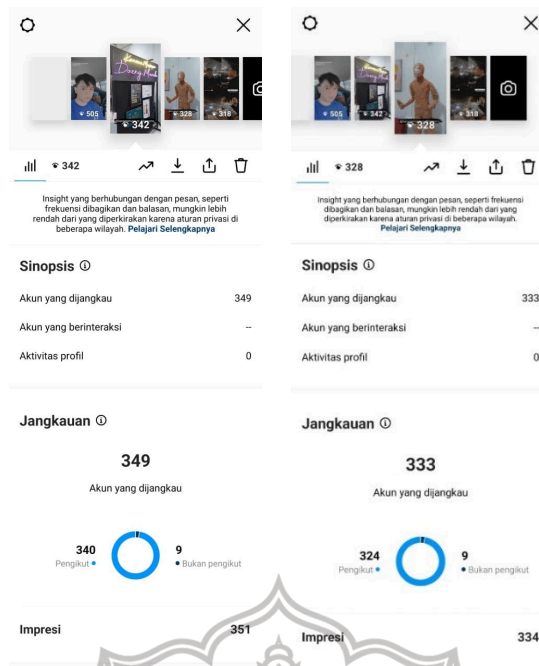 505
342
328
318
342
Insight yang berhubungan dengan pesan, seperti
frekuensi dibagikan dan balasan, mungkin lebih
rendah dari yang diperkirakan karena aturan privasi di
beberapa wilayah. Pelajari Selengkapnya
Sinopsis
Akun yang dijangkau 349
Akun yang berinteraksi --
Aktivitas profil 0
Jangkauan
349
Akun yang dijangkau
340
Pengikut
9
Bukan pengikut
Impresi 351
505
342
328
318
328
Insight yang berhubungan dengan pesan, seperti frekuensi
dibagikan dan balasan, mungkin lebih rendah dari yang
diperkirakan karena aturan privasi di beberapa wilayah.
Pelajari Selengkapnya
Sinopsis
Akun yang dijangkau 333
Akun yang berinteraksi --
Aktivitas profil 0
Jangkauan
333
Akun yang dijangkau
324
Pengikut
9
Bukan pengikut
Impresi 334